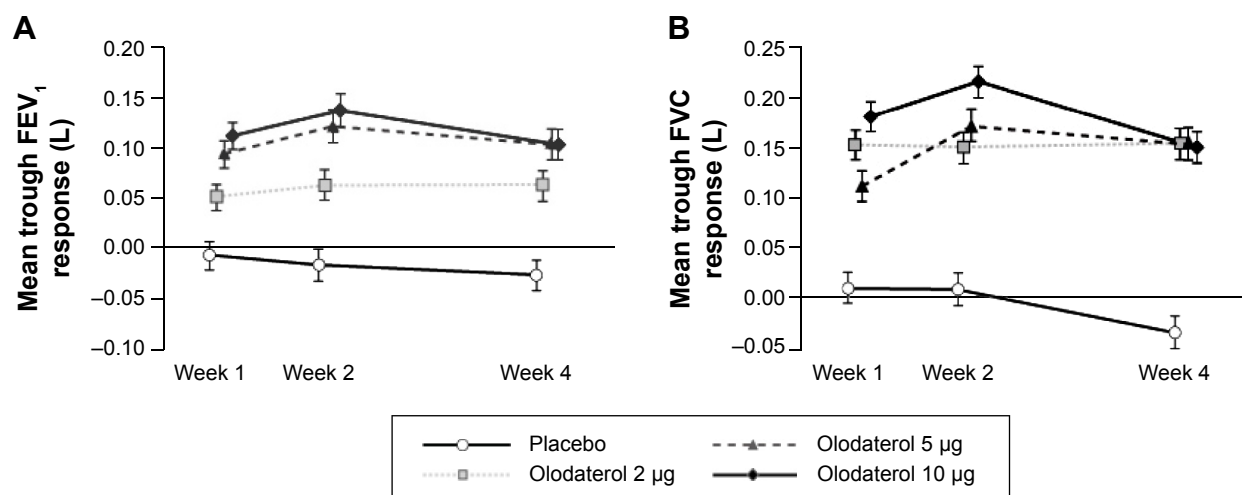 A
Mean trough FEV₁
response (L)
0.20
0.15
0.10
0.05
0.00
–0.05
–0.10
Week 1 Week 2 Week 4
B
Mean trough FVC
response (L)
0.25
0.20
0.15
0.10
0.05
0.00
–0.05
Week 1 Week 2 Week 4
Placebo Olodaterol 5 µg
Olodaterol 2 µg Olodaterol 10 µg